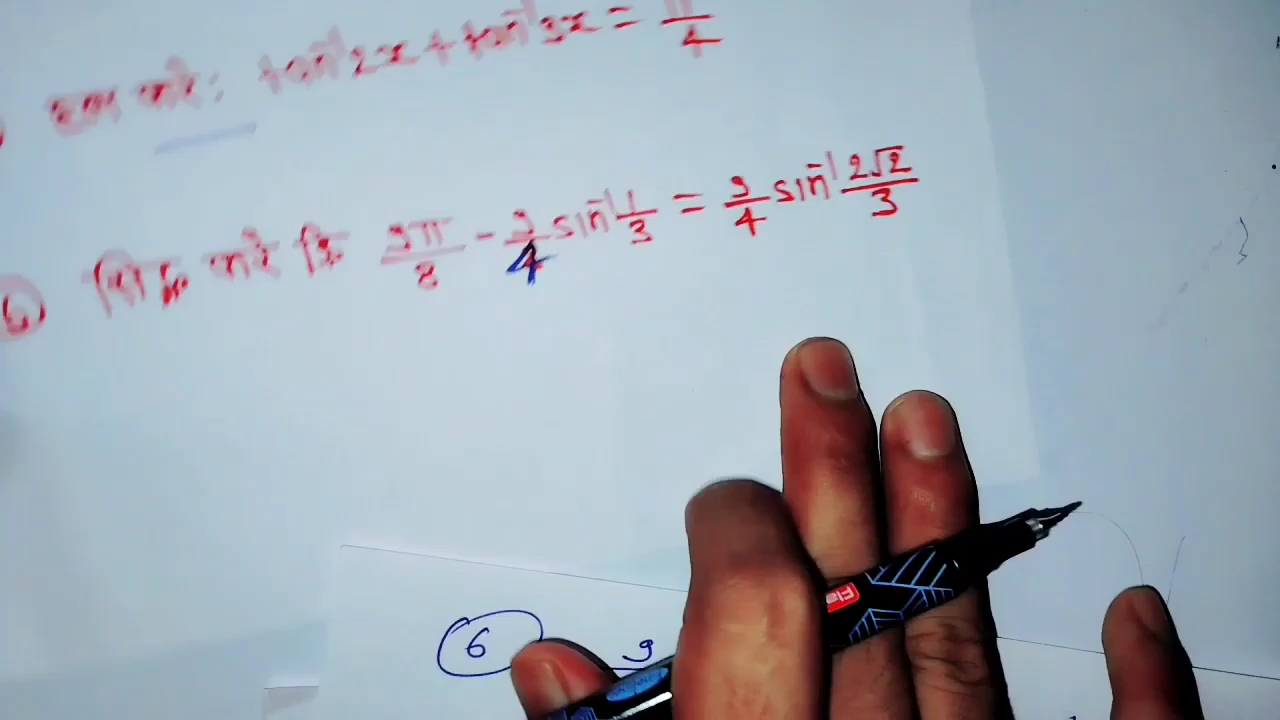 हल करें: tan⁻¹2x + tan⁻¹3x = π/4
6 सिद्ध करें कि 9π/8 - 9/4 sin⁻¹ 1/3 = 9/4 sin⁻¹ 2√2/3
6 9